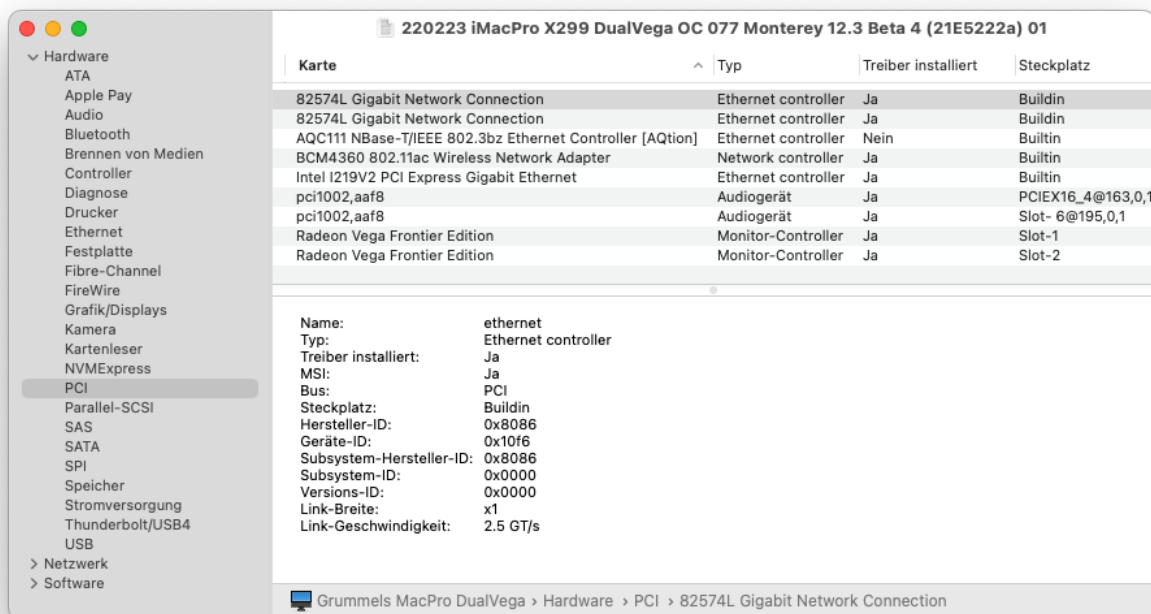 220223 iMacPro X299 DualVega OC 077 Monterey 12.3 Beta 4 (21E5222a) 01
Hardware
ATA
Apple Pay
Audio
Bluetooth
Brennen von Medien
Controller
Diagnose
Drucker
Ethernet
Festplatte
Fibre-Channel
FireWire
Grafik/Displays
Kamera
Kartenleser
NVMExpress
PCI
Parallel-SCSI
SAS
SATA
SPI
Speicher
Stromversorgung
Thunderbolt/USB4
USB
Netzwerk
Software
Karte Typ Treiber installiert Steckplatz
82574L Gigabit Network Connection Ethernet controller Ja Buildin
82574L Gigabit Network Connection Ethernet controller Ja Buildin
AQC111 NBase-T/IEEE 802.3bz Ethernet Controller [AQtion] Ethernet controller Nein Builtin
BCM4360 802.11ac Wireless Network Adapter Network controller Ja Builtin
Intel I219V2 PCI Express Gigabit Ethernet Ethernet controller Ja Builtin
pci1002,aaf8 Audiogerät Ja PCIEX16_4@163,0,1
pci1002,aaf8 Audiogerät Ja Slot- 6@195,0,1
Radeon Vega Frontier Edition Monitor-Controller Ja Slot-1
Radeon Vega Frontier Edition Monitor-Controller Ja Slot-2
Name: ethernet
Typ: Ethernet controller
Treiber installiert: Ja
MSI: Ja
Bus: PCI
Steckplatz: Buildin
Hersteller-ID: 0x8086
Geräte-ID: 0x10f6
Subsystem-Hersteller-ID: 0x8086
Subsystem-ID: 0x0000
Versions-ID: 0x0000
Link-Breite: x1
Link-Geschwindigkeit: 2.5 GT/s
Grummels MacPro DualVega › Hardware › PCI › 82574L Gigabit Network Connection